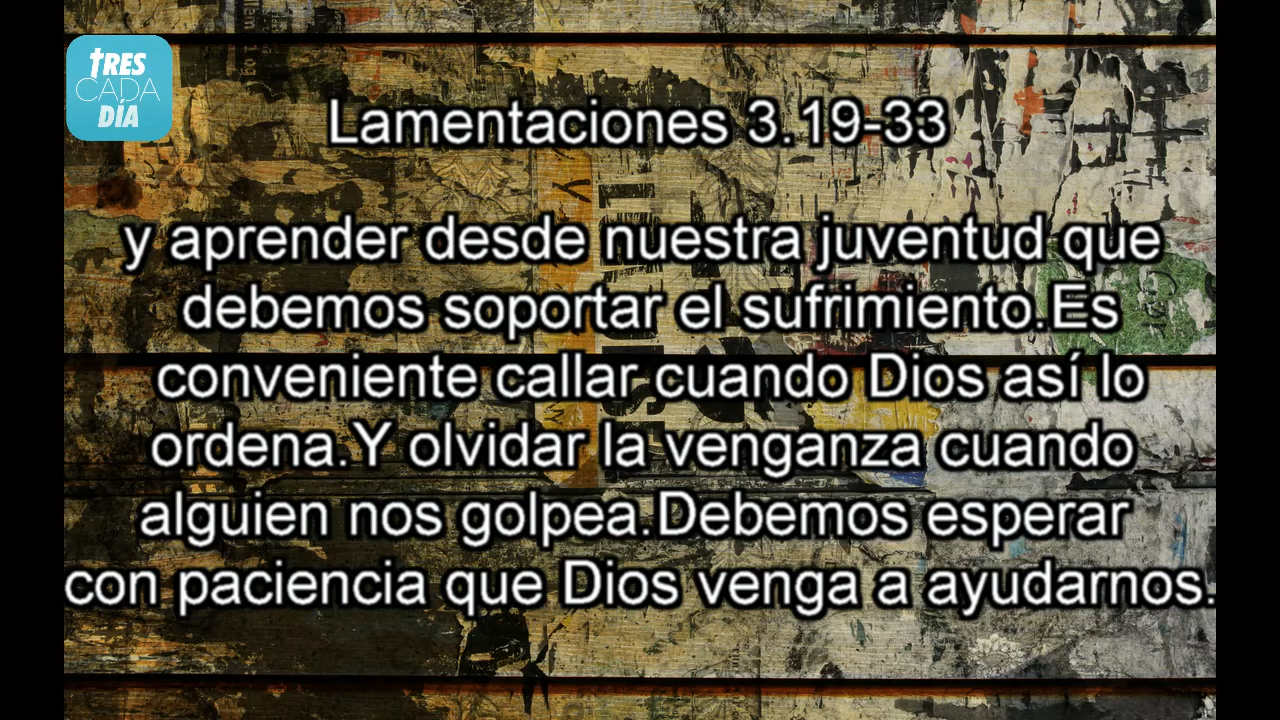 tRES
CADA
DÍA
Lamentaciones 3.19-33
y aprender desde nuestra juventud que
debemos soportar el sufrimiento.Es
conveniente callar cuando Dios así lo
ordena.Y olvidar la venganza cuando
alguien nos golpea.Debemos esperar
con paciencia que Dios venga a ayudarnos.